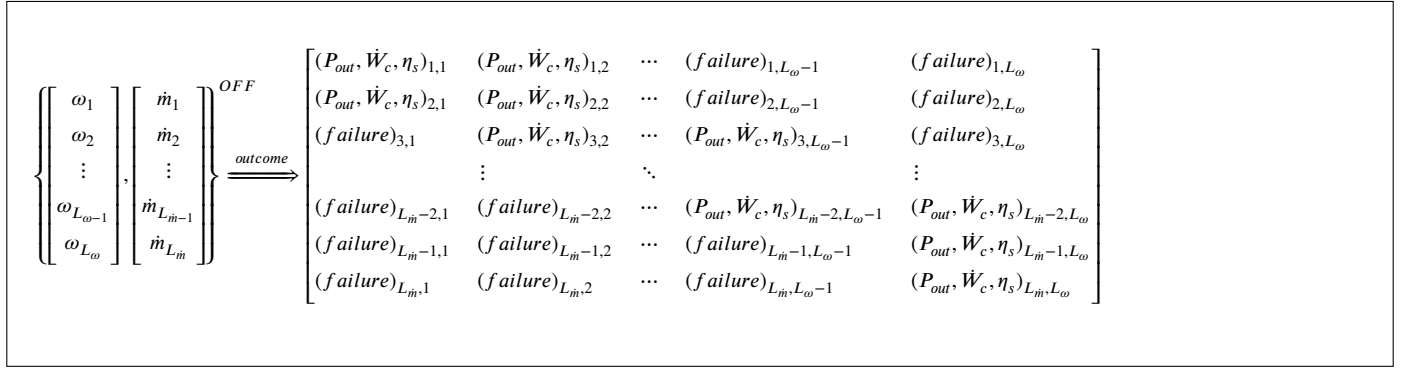 (P_out, Ẇ_c, η_s)_{1,1} (P_out, Ẇ_c, η_s)_{1,2} ⋯ (failure)_{1,L_ω−1} (failure)_{1,L_ω}
OFF
ω_1 ṁ_1 (P_out, Ẇ_c, η_s)_{2,1} (P_out, Ẇ_c, η_s)_{2,2} ⋯ (failure)_{2,L_ω−1} (failure)_{2,L_ω}
ω_2 ṁ_2 (failure)_{3,1} (P_out, Ẇ_c, η_s)_{3,2} ⋯ (P_out, Ẇ_c, η_s)_{3,L_ω−1} (failure)_{3,L_ω}
⋮ , ⋮ outcome ⟹ ⋮ ⋱ ⋮
ω_{L_{ω−1}} ṁ_{L_{ṁ−1}} (failure)_{L_ṁ−2,1} (failure)_{L_ṁ−2,2} ⋯ (P_out, Ẇ_c, η_s)_{L_ṁ−2,L_ω−1} (P_out, Ẇ_c, η_s)_{L_ṁ−2,L_ω}
ω_{L_ω} ṁ_{L_ṁ} (failure)_{L_ṁ−1,1} (failure)_{L_ṁ−1,2} ⋯ (failure)_{L_ṁ−1,L_ω−1} (P_out, Ẇ_c, η_s)_{L_ṁ−1,L_ω}
(failure)_{L_ṁ,1} (failure)_{L_ṁ,2} ⋯ (failure)_{L_ṁ,L_ω−1} (P_out, Ẇ_c, η_s)_{L_ṁ,L_ω}